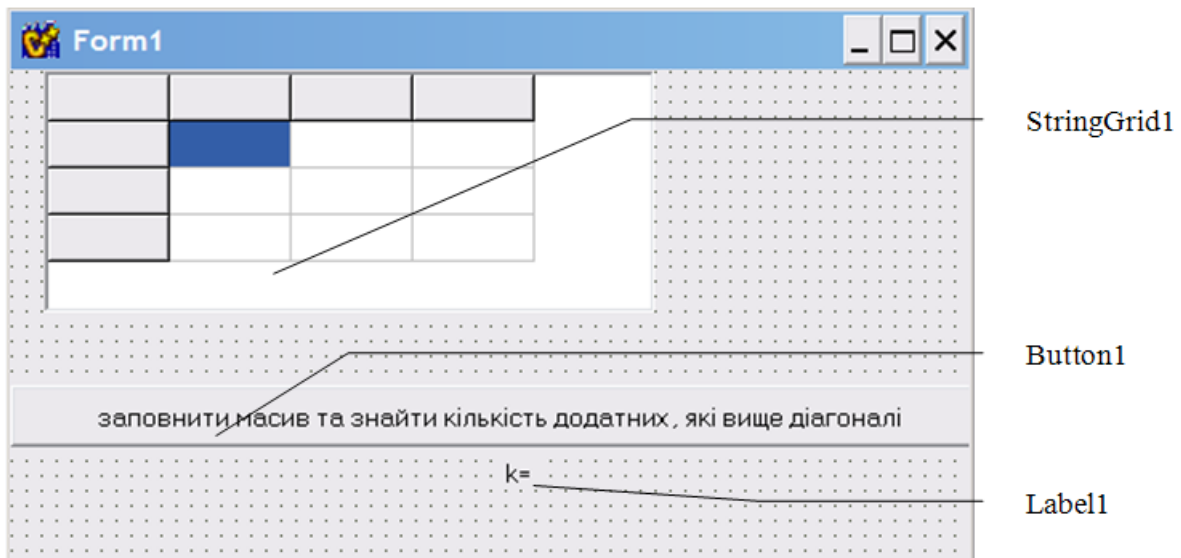 Form1
StringGrid1
Button1
заповнити масив та знайти кількість додатних , які вище діагоналі
k=
Label1